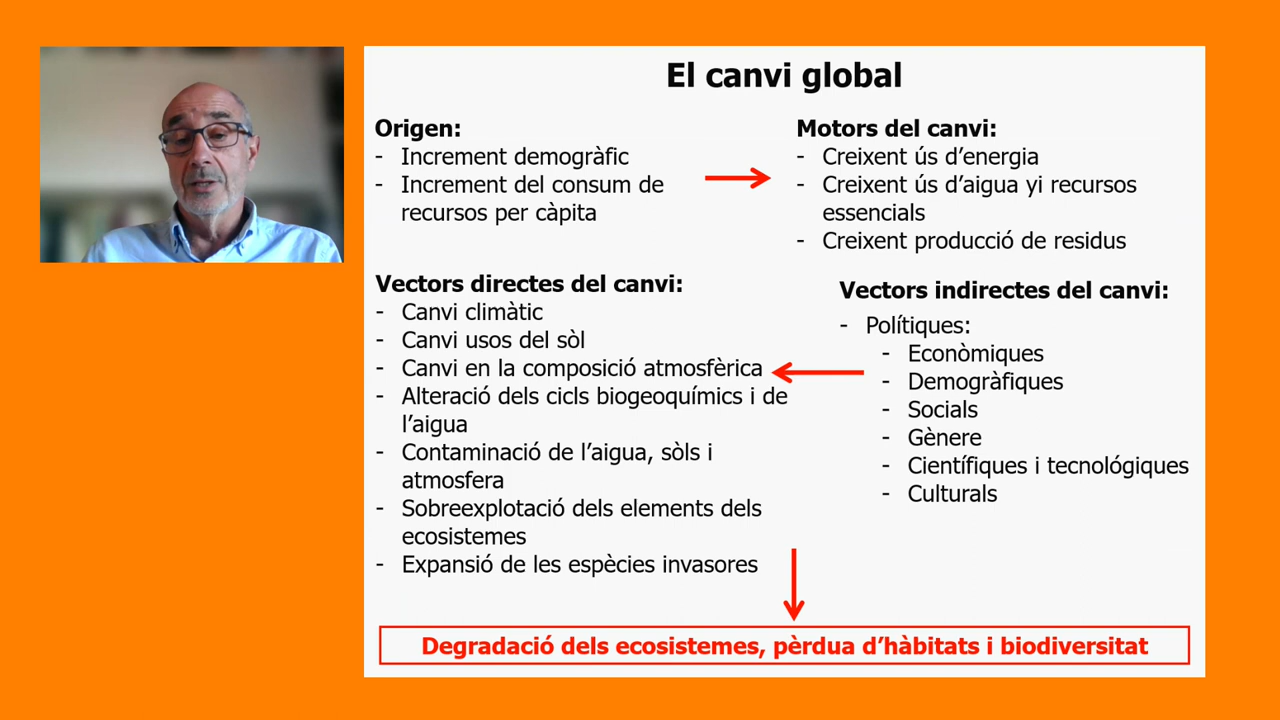 El canvi global
Origen:
- Increment demogràfic
- Increment del consum de
recursos per càpita
Motors del canvi:
- Creixent ús d’energia
- Creixent ús d’aigua yi recursos
essencials
- Creixent producció de residus
Vectors directes del canvi:
- Canvi climàtic
- Canvi usos del sòl
- Canvi en la composició atmosfèrica
- Alteració dels cicls biogeoquímics i de
l’aigua
- Contaminació de l’aigua, sòls i
atmosfera
- Sobreexplotació dels elements dels
ecosistemes
- Expansió de les espècies invasores
Vectors indirectes del canvi:
- Polítiques:
- Econòmiques
- Demogràfiques
- Socials
- Gènere
- Científiques i tecnológiques
- Culturals
Degradació dels ecosistemes, pèrdua d’hàbitats i biodiversitat